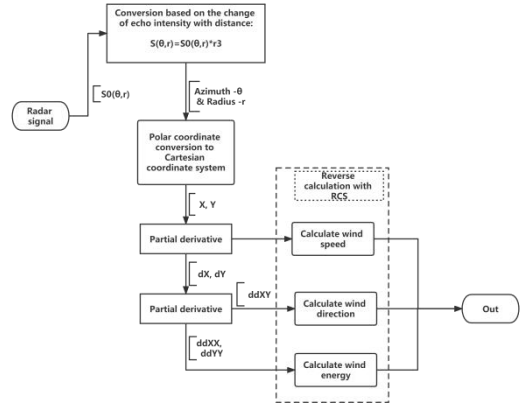 Conversion based on the change
of echo intensity with distance:
S(θ,r)=S0(θ,r)*r3
S0(θ,r)
Radar
signal
Azimuth -θ
& Radius -r
Polar coordinate
conversion to
Cartesian
coordinate system
Reverse
calculation with
RCS
X, Y
Partial derivative
Calculate wind
speed
dX, dY
ddXY
Partial derivative
Calculate wind
direction
Out
ddXX,
ddYY
Calculate wind
energy